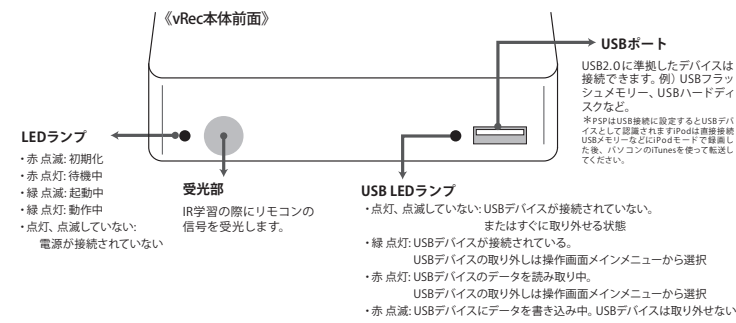 《vRec本体前面》
USBポート
USB2.0に準拠したデバイスは
接続できます。例) USBフラッ
シュメモリー、USBハードディ
スクなど。
＊PSPはUSB接続に設定するとUSBデバ
イスとして認識されますiPodは直接接続
USBメモリーなどにiPodモードで録画し
た後、パソコンのiTunesを使って転送し
てください。
LEDランプ
・赤 点滅: 初期化
・赤 点灯: 待機中
・緑 点滅: 起動中
・緑 点灯: 動作中
・点灯、点滅していない:
電源が接続されていない
受光部
IR学習の際にリモコンの
信号を受光します。
USB LEDランプ
・点灯、点滅していない: USBデバイスが接続されていない。
またはすぐに取り外せる状態
・緑 点灯: USBデバイスが接続されている。
USBデバイスの取り外しは操作画面メインメニューから選択
・赤 点灯: USBデバイスのデータを読み取り中。
USBデバイスの取り外しは操作画面メインメニューから選択
・赤 点滅: USBデバイスにデータを書き込み中。USBデバイスは取り外せない